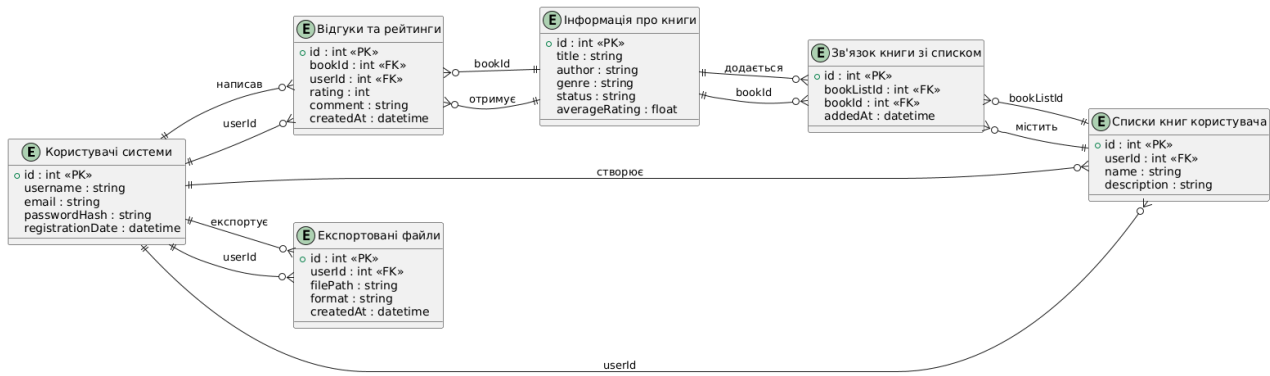 E Відгуки та рейтинги
id : int «PK»
bookId : int «FK»
userId : int «FK»
rating : int
comment : string
createdAt : datetime
E Інформація про книги
id : int «PK»
title : string
author : string
genre : string
status : string
averageRating : float
E Зв'язок книги зі списком
id : int «PK»
bookListId : int «FK»
bookId : int «FK»
addedAt : datetime
E Списки книг користувача
id : int «PK»
userId : int «FK»
name : string
description : string
E Користувачі системи
id : int «PK»
username : string
email : string
passwordHash : string
registrationDate : datetime
E Експортовані файли
id : int «PK»
userId : int «FK»
filePath : string
format : string
createdAt : datetime
написав
userId
bookId
отримує
додається
bookId
bookListId
містить
створює
експортує
userId
userId